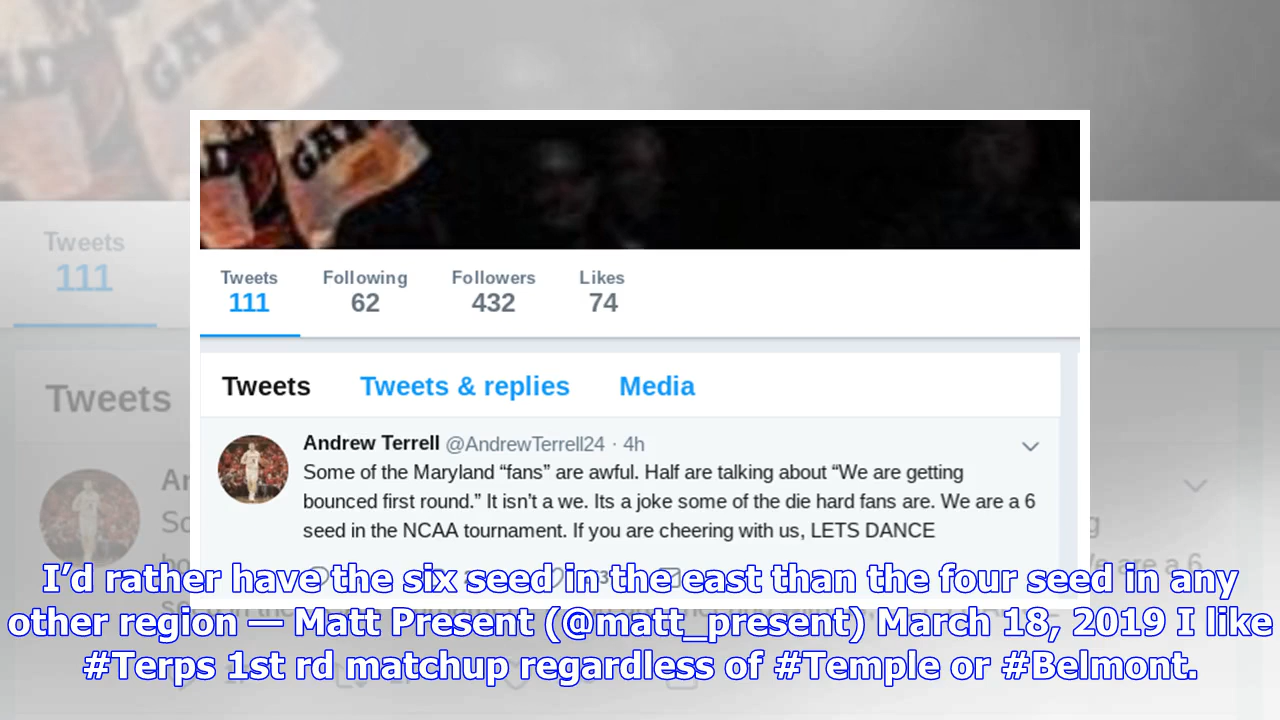 Tweets
111
Tweets Following Followers Likes
111 62 432 74
Tweets
Tweets Tweets & replies Media
Andrew Terrell @AndrewTerrell24 · 4h
Some of the Maryland “fans” are awful. Half are talking about “We are getting
bounced first round.” It isn’t a we. Its a joke some of the die hard fans are. We are a 6
seed in the NCAA tournament. If you are cheering with us, LETS DANCE
I’d rather have the six seed in the east than the four seed in any
other region — Matt Present (@matt_present) March 18, 2019 I like
#Terps 1st rd matchup regardless of #Temple or #Belmont.